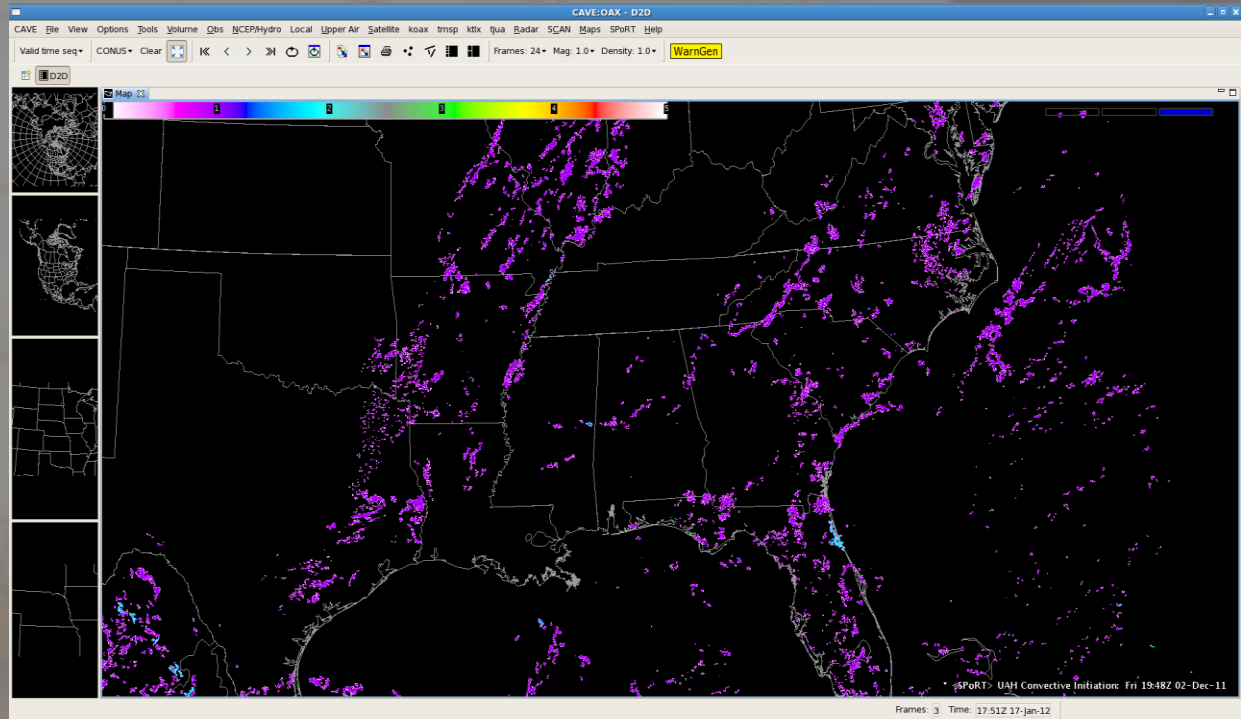 CAVE:OAX - D2D
CAVE File View Options Tools Volume Obs NCEP/Hydro Local Upper Air Satellite koax tmsp ktlx tjua Radar SCAN Maps SPoRT Help
Valid time seq CONUS Clear Frames: 24 Mag: 1.0 Density: 1.0 WarnGen
D2D
Map
0 1 2 3 4 5
SPoRT> UAH Convective Initiation: Fri 19:48Z 02-Dec-11
Frames: 3 Time: 17:51Z 17-Jan-12